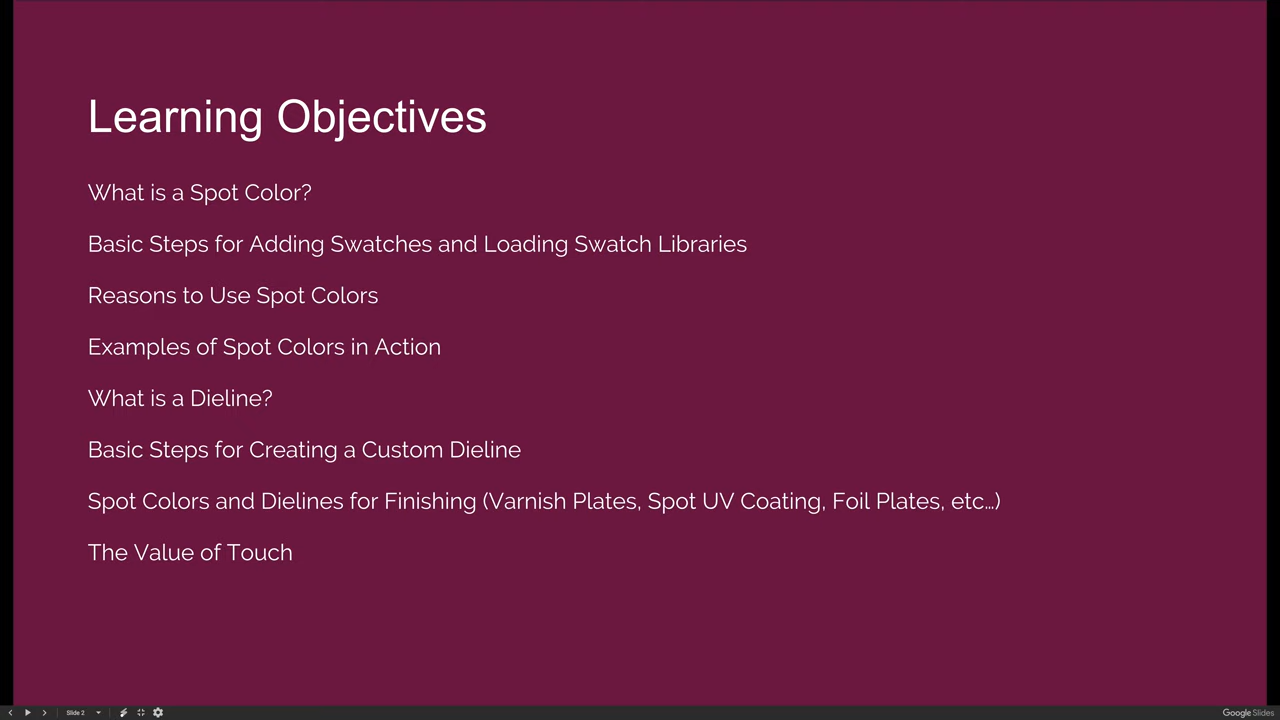 Learning Objectives
What is a Spot Color?
Basic Steps for Adding Swatches and Loading Swatch Libraries
Reasons to Use Spot Colors
Examples of Spot Colors in Action
What is a Dieline?
Basic Steps for Creating a Custom Dieline
Spot Colors and Dielines for Finishing (Varnish Plates, Spot UV Coating, Foil Plates, etc...)
The Value of Touch
Slide 2
Google Slides